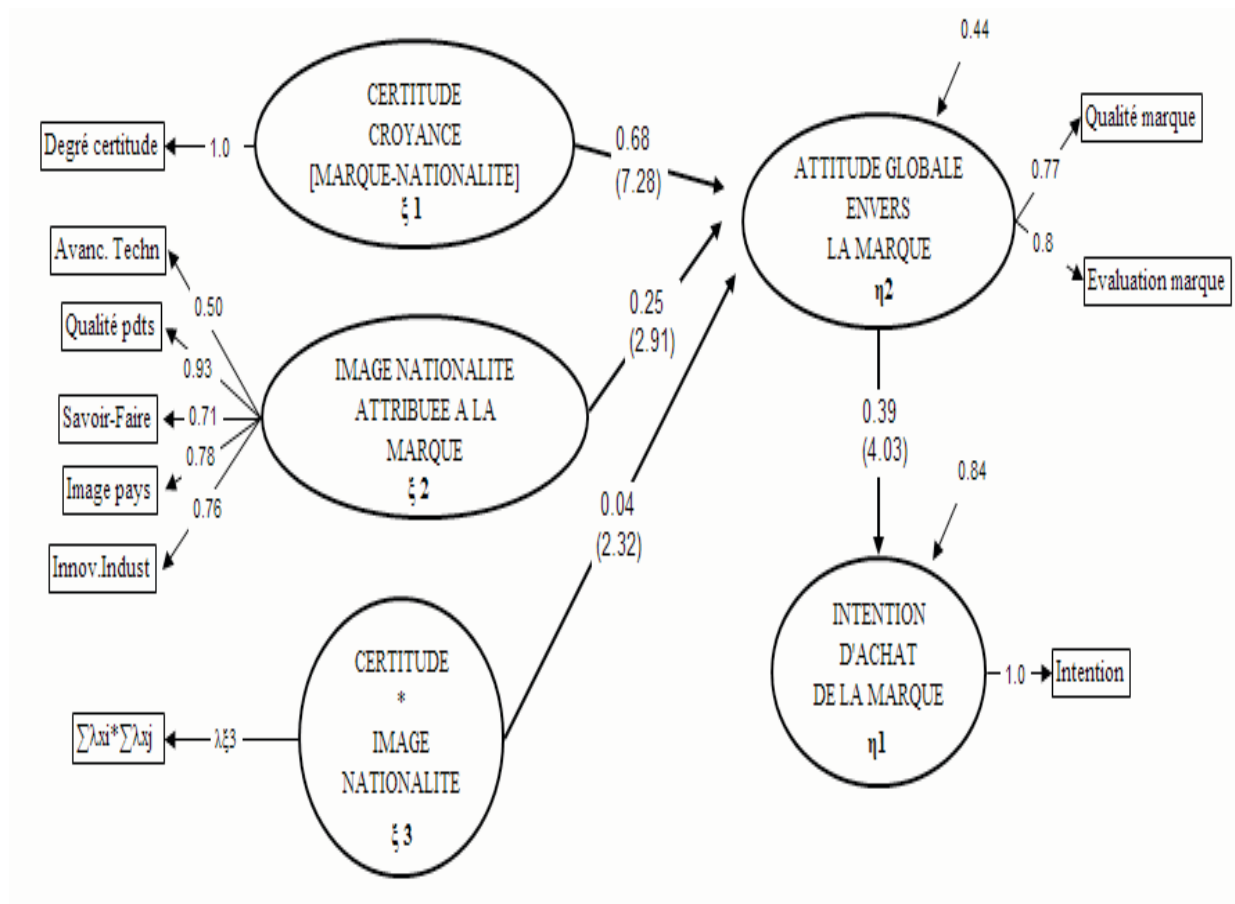 0.44
CERTITUDE
CROYANCE
[MARQUE-NATIONALITE]
ξ 1
Degré certitude
1.0
0.68
(7.28)
ATTITUDE GLOBALE
ENVERS
LA MARQUE
η2
Qualité marque
0.77
0.8
Evaluation marque
Avanc. Techn
0.50
Qualité pdts
0.93
Savoir-Faire
0.71
0.78
Image pays
0.76
Innov.Indust
IMAGE NATIONALITE
ATTRIBUEE A LA
MARQUE
ξ 2
0.25
(2.91)
0.39
(4.03)
0.04
(2.32)
0.84
CERTITUDE
*
IMAGE
NATIONALITE
ξ 3
∑λxi*∑λxj
λξ3
INTENTION
D'ACHAT
DE LA MARQUE
η1
1.0
Intention